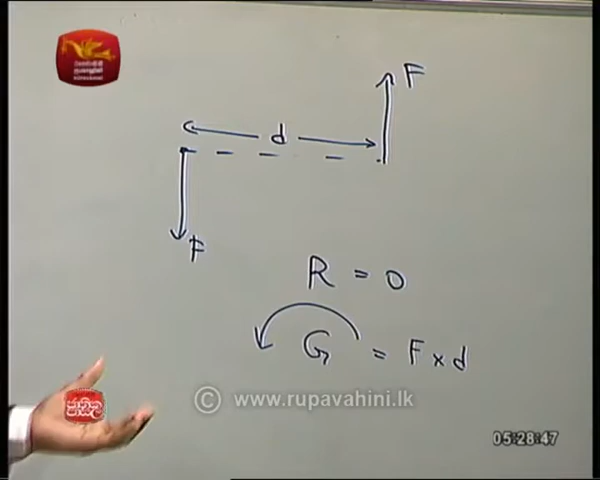 F
d
F
R = 0
G = F × d
ජාතික
© www.rupavahini.lk
05:28:47